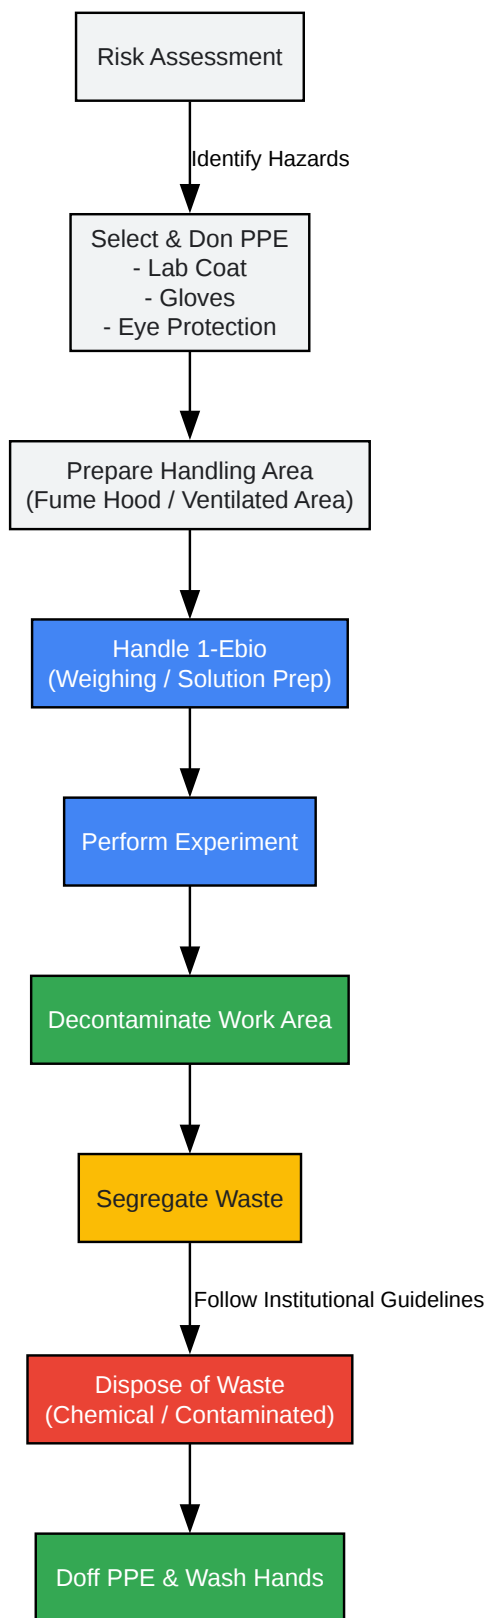 Risk Assessment
Identify Hazards
Select & Don PPE
- Lab Coat
- Gloves
- Eye Protection
Prepare Handling Area
(Fume Hood / Ventilated Area)
Handle 1-Ebio
(Weighing / Solution Prep)
Perform Experiment
Decontaminate Work Area
Segregate Waste
Follow Institutional Guidelines
Dispose of Waste
(Chemical / Contaminated)
Doff PPE & Wash Hands